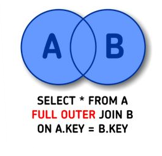 A B
SELECT * FROM A
FULL OUTER JOIN B
ON A.KEY = B.KEY